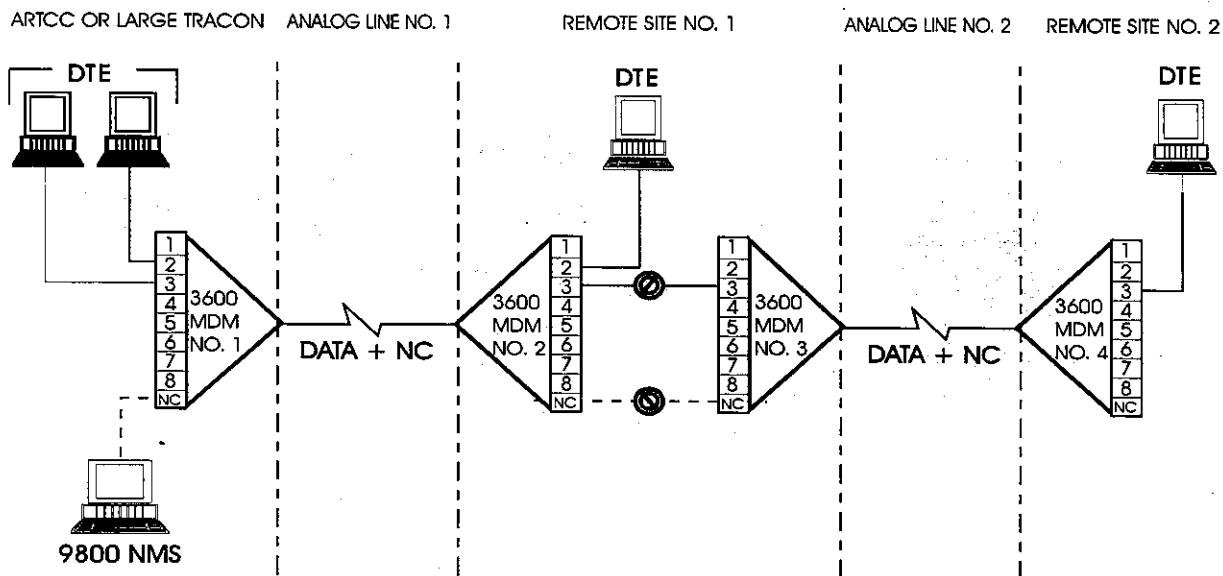 ARTCC OR LARGE TRACON
ANALOG LINE NO. 1
REMOTE SITE NO. 1
ANALOG LINE NO. 2
REMOTE SITE NO. 2
DTE
DTE
DTE
1
2
3
4
5
6
7
8
NC
3600
MDM
NO. 1
DATA + NC
3600
MDM
NO. 2
1
2
3
4
5
6
7
8
NC
1
2
3
4
5
6
7
8
NC
3600
MDM
NO. 3
DATA + NC
3600
MDM
NO. 4
1
2
3
4
5
6
7
8
NC
9800 NMS